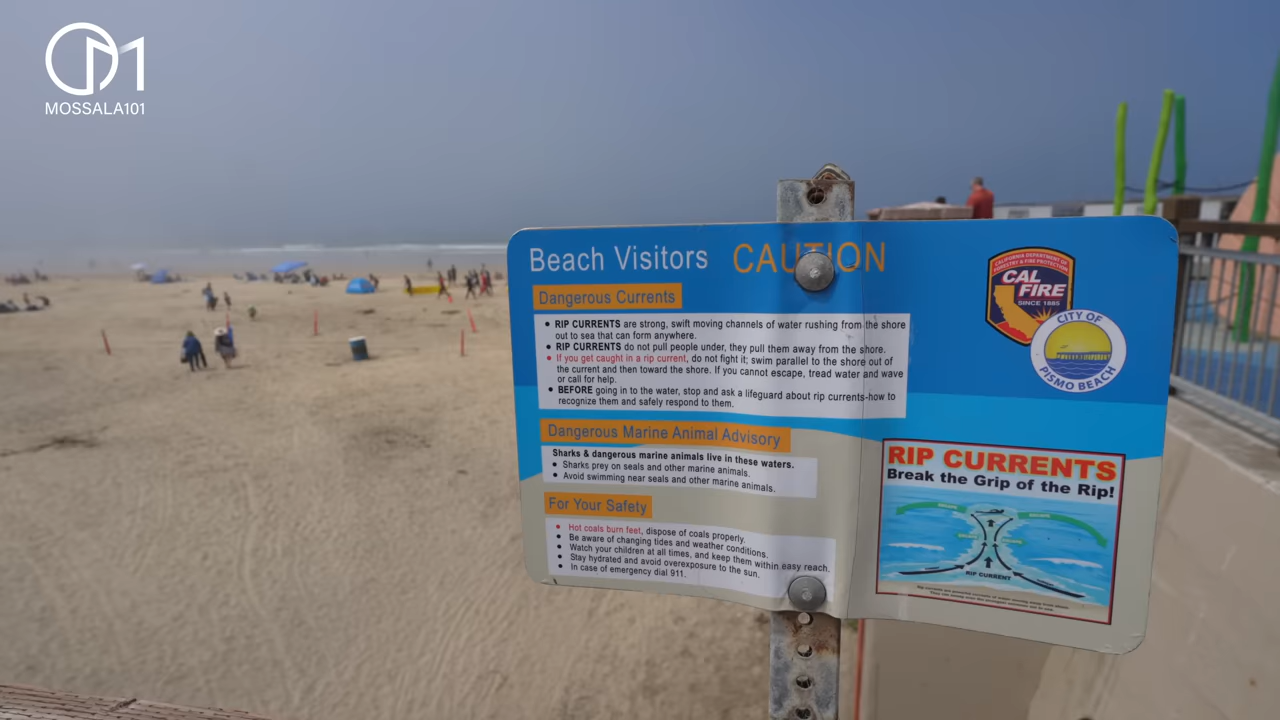 MOSSALA101
Beach Visitors CAUTION
Dangerous Currents
• RIP CURRENTS are strong, swift moving channels of water rushing from the shore
out to sea that can form anywhere.
• RIP CURRENTS do not pull people under, they pull them away from the shore.
• If you get caught in a rip current, do not fight it; swim parallel to the shore out of
the current and then toward the shore. If you cannot escape, tread water and wave
or call for help.
• BEFORE going in to the water, stop and ask a lifeguard about rip currents-how to
recognize them and safely respond to them.
Dangerous Marine Animal Advisory
Sharks & dangerous marine animals live in these waters.
• Sharks prey on seals and other marine animals.
• Avoid swimming near seals and other marine animals.
For Your Safety
• Hot coals burn feet, dispose of coals properly.
• Be aware of changing tides and weather conditions.
• Watch your children at all times, and keep them within easy reach.
• Stay hydrated and avoid overexposure to the sun.
• In case of emergency dial 911.
CALIFORNIA DEPARTMENT OF
FORESTRY & FIRE PROTECTION
CAL
FIRE
SINCE 1885
CITY OF
PISMO BEACH
RIP CURRENTS
Break the Grip of the Rip!
RIP CURRENT